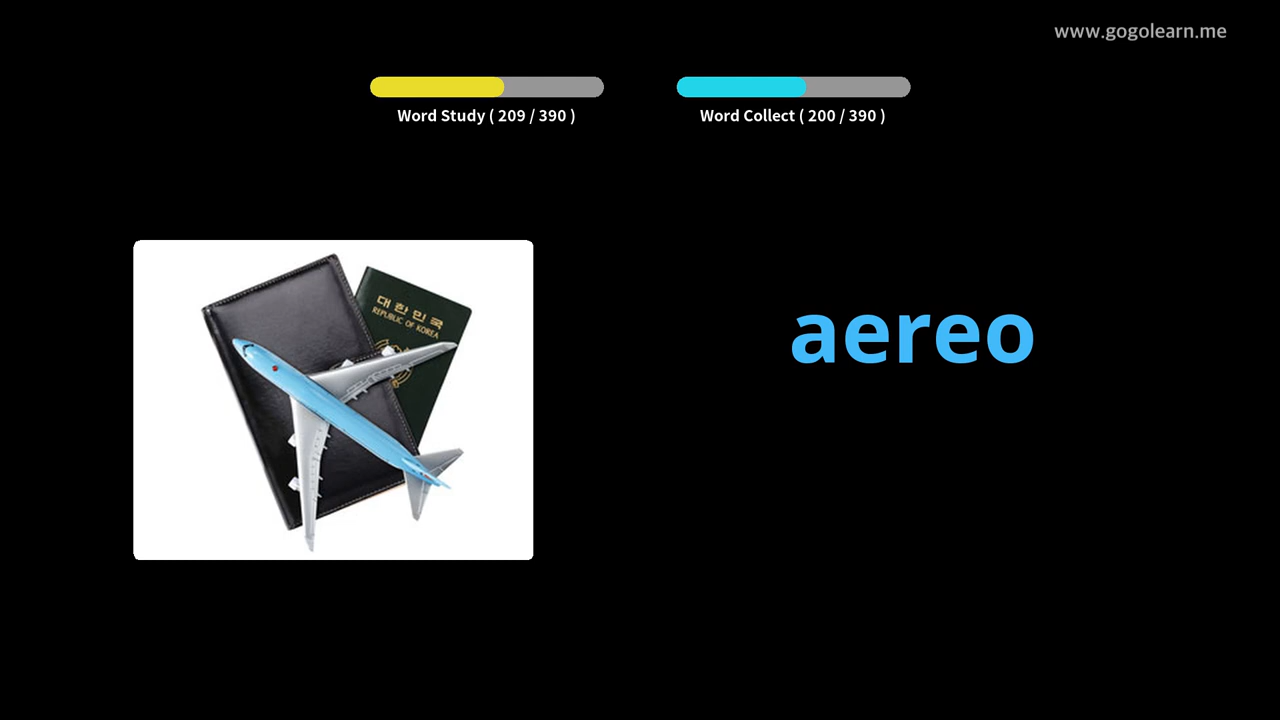 www.gogolearn.me
Word Study ( 209 / 390 )
Word Collect ( 200 / 390 )
대한민국
REPUBLIC OF KOREA
aereo